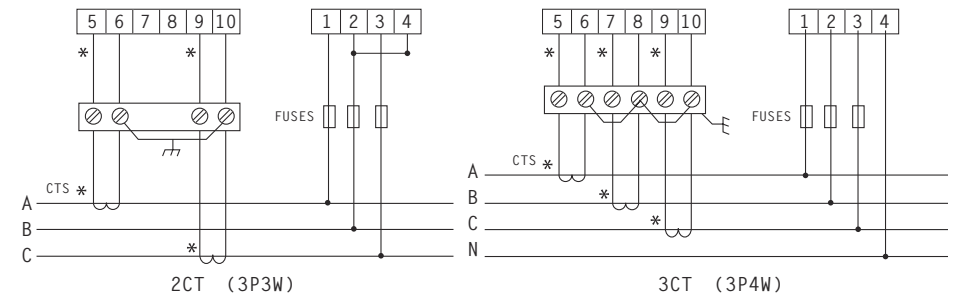 5 6 7 8 9 10
1 2 3 4
* *
FUSES
CTS *
A
B
C *
2CT (3P3W)
5 6 7 8 9 10
1 2 3 4
* * *
FUSES
CTS *
A
B *
C *
N
3CT (3P4W)